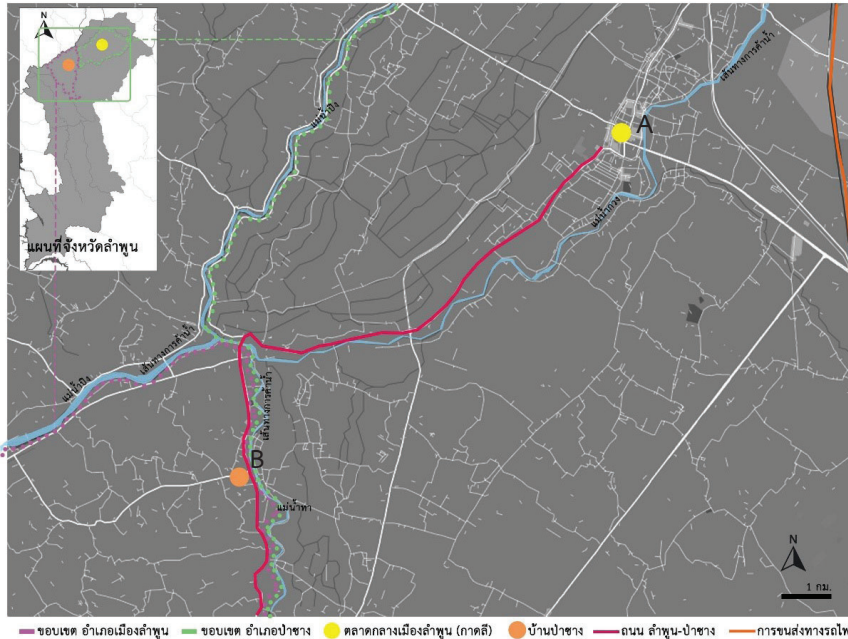 N
แผนที่จังหวัดลำพูน
เส้นทางการค้าน้ำ
A
แม่น้ำปิง
แม่น้ำกวง
เส้นทางการค้าน้ำ
แม่น้ำปิง
เส้นทางการค้าน้ำ
B
แม่น้ำทา
N
1 กม.
ขอบเขต อำเภอเมืองลำพูน
ขอบเขต อำเภอป่าซาง
ตลาดกลางเมืองลำพูน (กาดลี)
บ้านป่าซาง
ถนน ลำพูน-ป่าซาง
การขนส่งทางรถไฟ